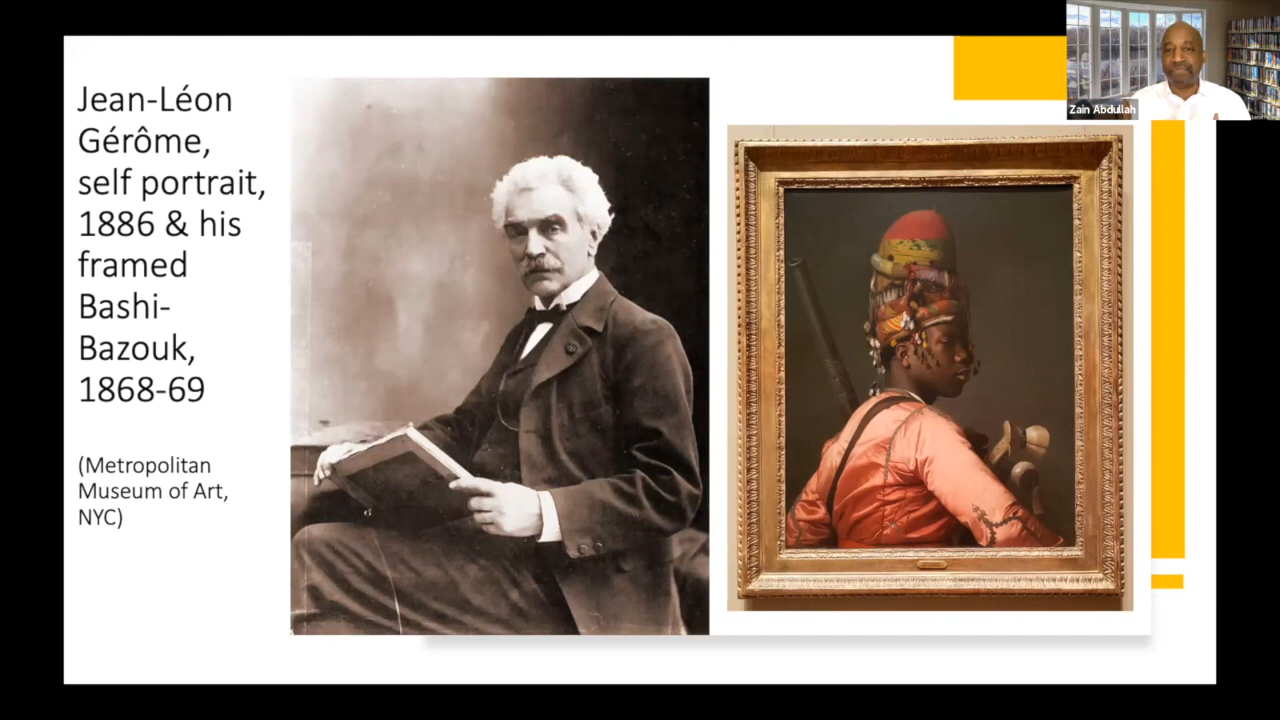 Jean-Léon
Gérôme,
self portrait,
1886 & his
framed
Bashi-
Bazouk,
1868-69
(Metropolitan
Museum of Art,
NYC)
Zain Abdullah